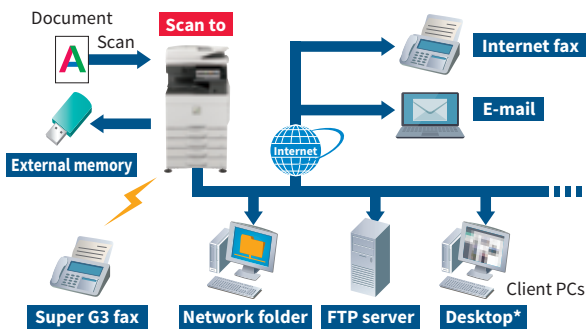 Document
Scan
A
Scan to
Internet fax
E-mail
External memory
Internet
Client PCs
Super G3 fax
Network folder
FTP server
Desktop*